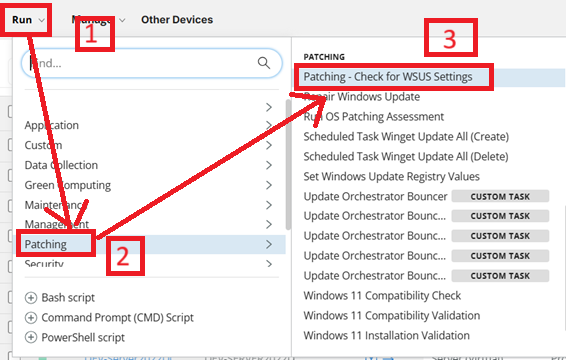 Run Manage Other Devices
1
3
Find...
PATCHING
Patching - Check for WSUS Settings
Repair Windows Update
Run OS Patching Assessment
Scheduled Task Winget Update All (Create)
Scheduled Task Winget Update All (Delete)
Set Windows Update Registry Values
Update Orchestrator Bouncer CUSTOM TASK
Update Orchestrator Bounc... CUSTOM TASK
Update Orchestrator Bounc... CUSTOM TASK
Update Orchestrator Bounc... CUSTOM TASK
Update Orchestrator Bounc... CUSTOM TASK
Windows 11 Compatibility Check
Windows 11 Compatibility Validation
Windows 11 Installation Validation
Application
Custom
Data Collection
Green Computing
Maintenance
Management
Patching
2
Security
Bash script
Command Prompt (CMD) Script
PowerShell script